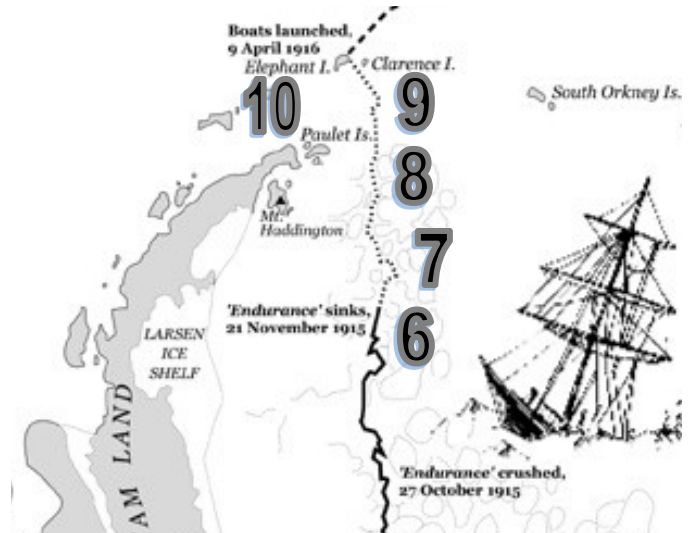 Boats launched,
9 April 1916
Elephant I.
Clarence I.
10
9
South Orkney Is.
Paulet Is.
8
Mt.
Haddington
7
'Endurance' sinks,
21 November 1915
6
LARSEN
ICE
SHELF
AM LAND
'Endurance' crushed,
27 October 1915